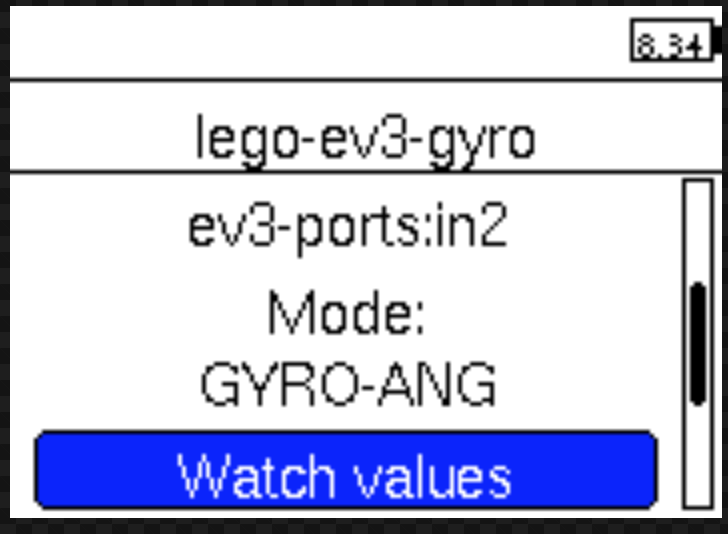 8.34
lego-ev3-gyro
ev3-ports:in2
Mode:
GYRO-ANG
Watch values